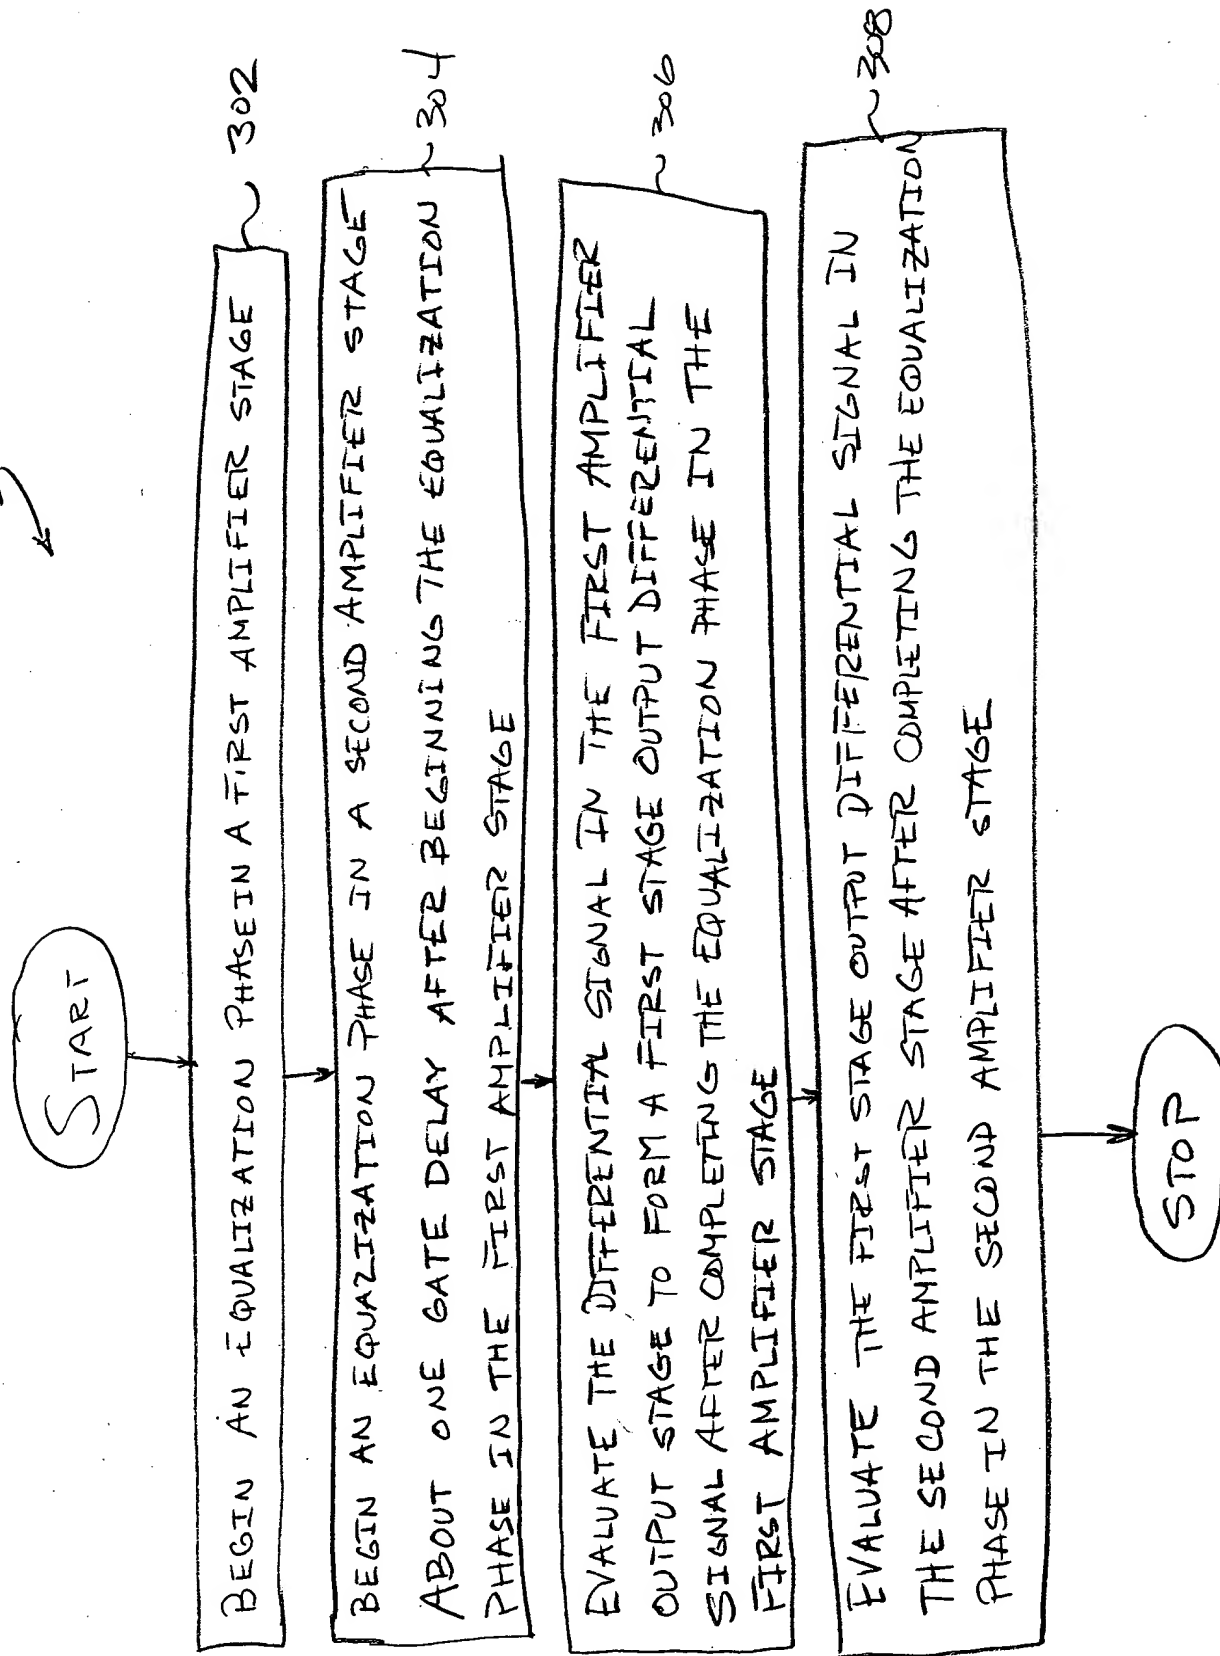 START
BEGIN AN EQUALIZATION PHASE IN A FIRST AMPLIFIER STAGE
302
BEGIN AN EQUALIZATION PHASE IN A SECOND AMPLIFIER STAGE
ABOUT ONE GATE DELAY AFTER BEGINNING THE EQUALIZATION
PHASE IN THE FIRST AMPLIFIER STAGE
304
EVALUATE THE DIFFERENTIAL SIGNAL IN THE FIRST AMPLIFIER
OUTPUT STAGE TO FORM A FIRST STAGE OUTPUT DIFFERENTIAL
SIGNAL AFTER COMPLETING THE EQUALIZATION PHASE IN THE
FIRST AMPLIFIER STAGE
306
EVALUATE THE FIRST STAGE OUTPUT DIFFERENTIAL SIGNAL IN
THE SECOND AMPLIFIER STAGE AFTER COMPLETING THE EQUALIZATION
PHASE IN THE SECOND AMPLIFIER STAGE
308
STOP